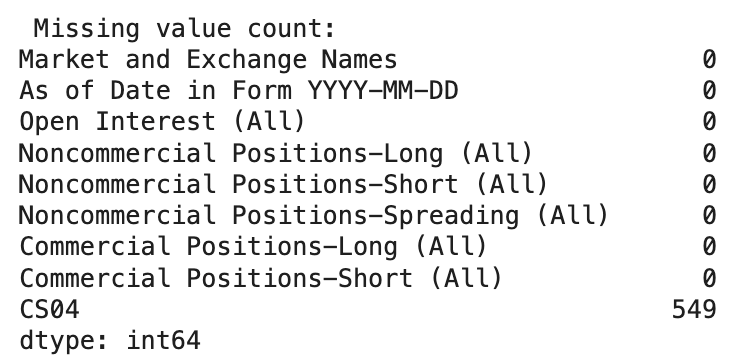 Missing value count:
Market and Exchange Names 0
As of Date in Form YYYY-MM-DD 0
Open Interest (All) 0
Noncommercial Positions-Long (All) 0
Noncommercial Positions-Short (All) 0
Noncommercial Positions-Spreading (All) 0
Commercial Positions-Long (All) 0
Commercial Positions-Short (All) 0
CS04 549
dtype: int64